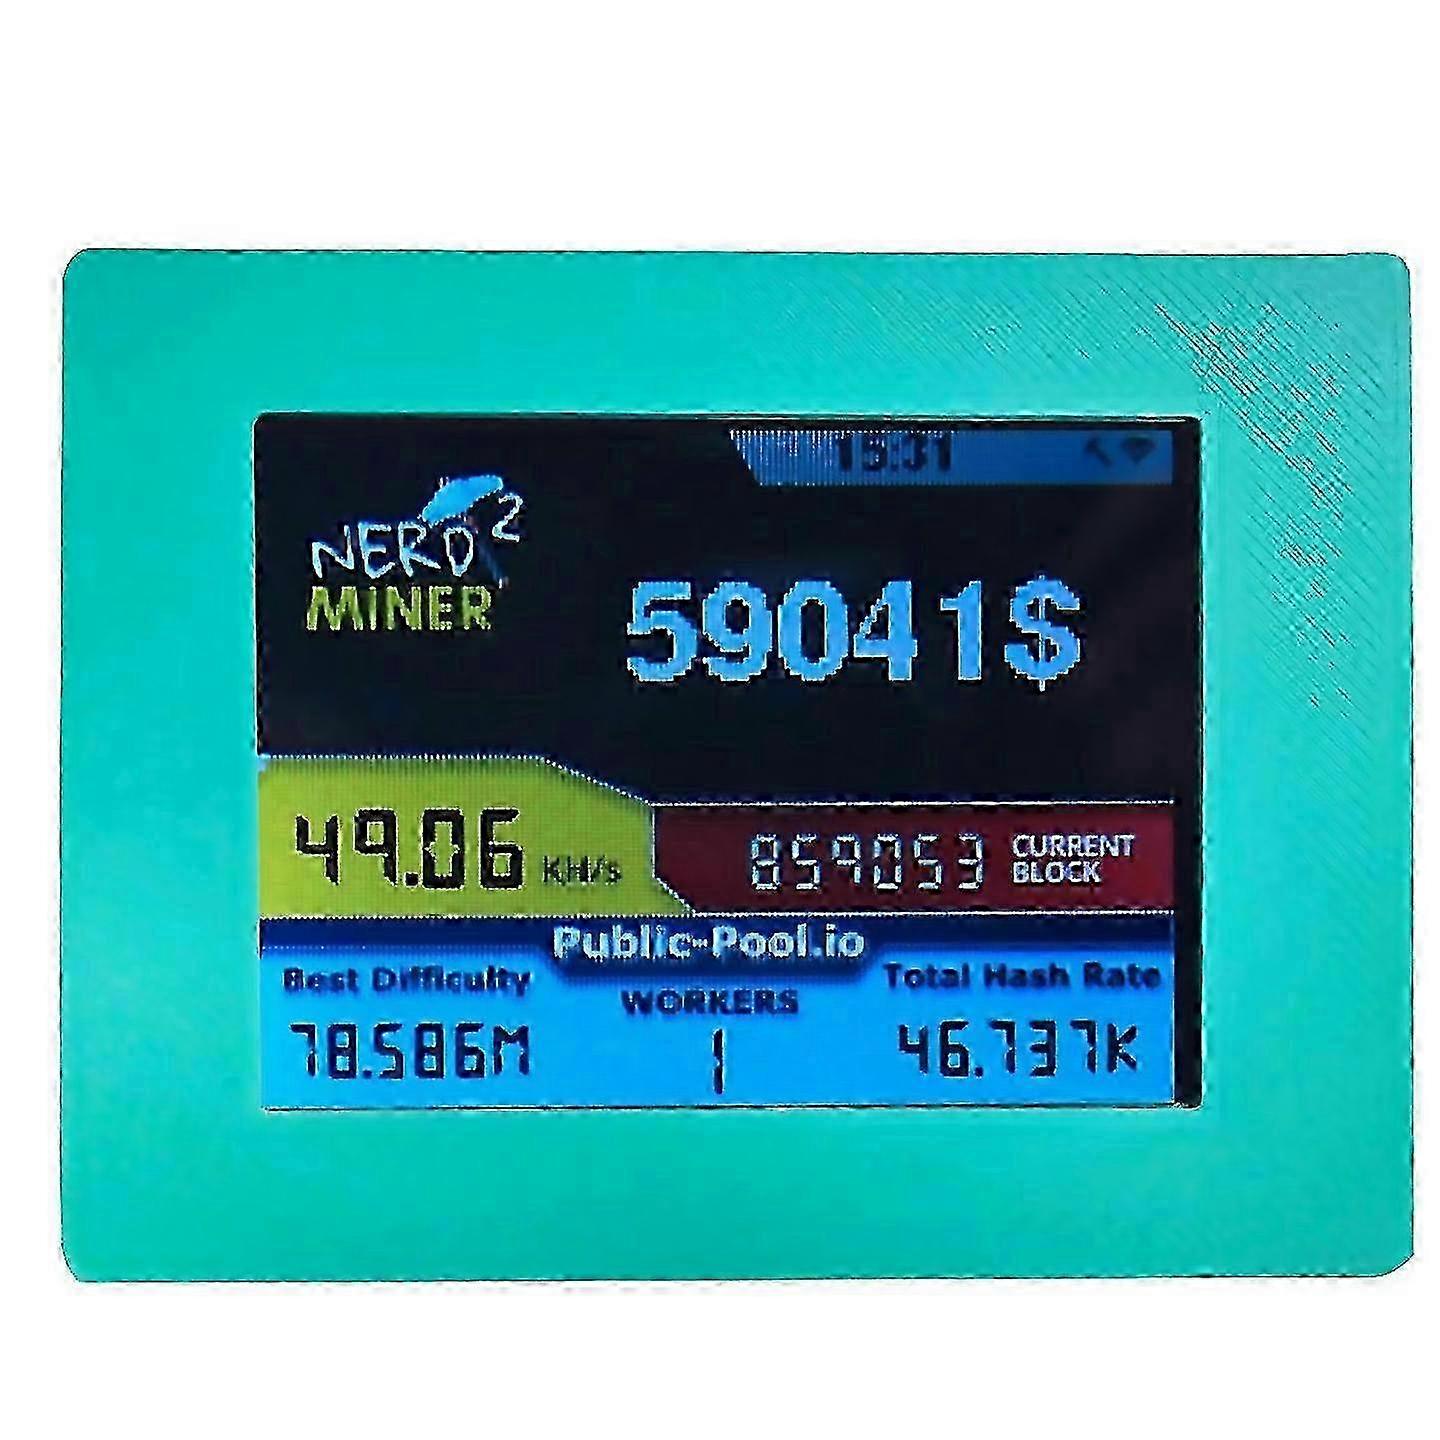 15:31
NERD 2
MINER
59041$
49.06 KH/s
859053 CURRENT
BLOCK
Public-Pool.io
Best Difficulty
WORKERS
Total Hash Rate
78.586M
1
46.737K